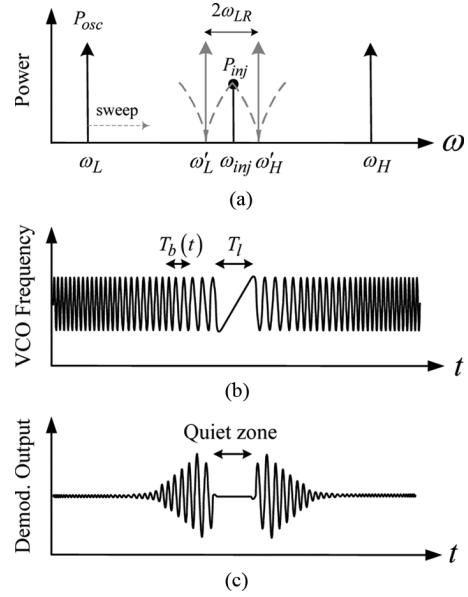 2ω_LR
P_osc
P_inj
Power
sweep
ω_L
ω′_L
ω_inj
ω′_H
ω_H
ω
(a)
T_b(t)
T_l
VCO Frequency
t
(b)
Quiet zone
Demod. Output
t
(c)